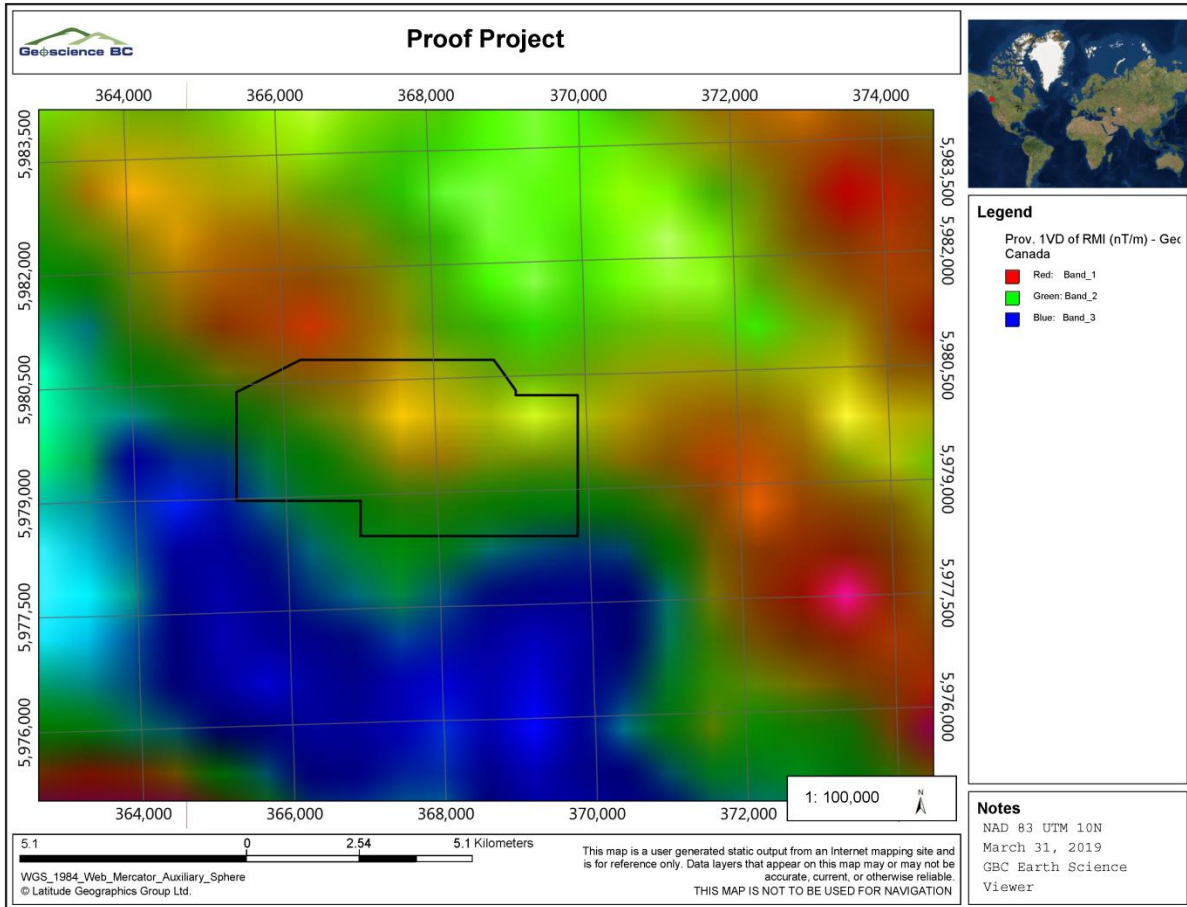 Geoscience BC
Proof Project
364,000 366,000 368,000 370,000 372,000 374,000
5,983,500
5,982,000
5,980,500
5,979,000
5,977,500
5,976,000
5,983,500
5,982,000
5,980,500
5,979,000
5,977,500
5,976,000
364,000 366,000 368,000 370,000 372,000
1: 100,000
N
5.1 0 2.54 5.1 Kilometers
WGS_1984_Web_Mercator_Auxiliary_Sphere
© Latitude Geographics Group Ltd.
This map is a user generated static output from an Internet mapping site and
is for reference only. Data layers that appear on this map may or may not be
accurate, current, or otherwise reliable.
THIS MAP IS NOT TO BE USED FOR NAVIGATION
Legend
Prov. 1VD of RMI (nT/m) - Geo
Canada
Red: Band_1
Green: Band_2
Blue: Band_3
Notes
NAD 83 UTM 10N
March 31, 2019
GBC Earth Science
Viewer